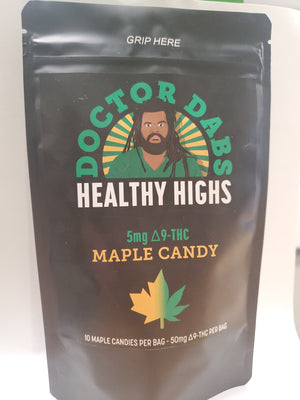 GRIP HERE
DOCTOR DABS
HEALTHY HIGHS
5mg Δ9-THC
MAPLE CANDY
10 MAPLE CANDIES PER BAG - 50mg Δ9-THC PER BAG